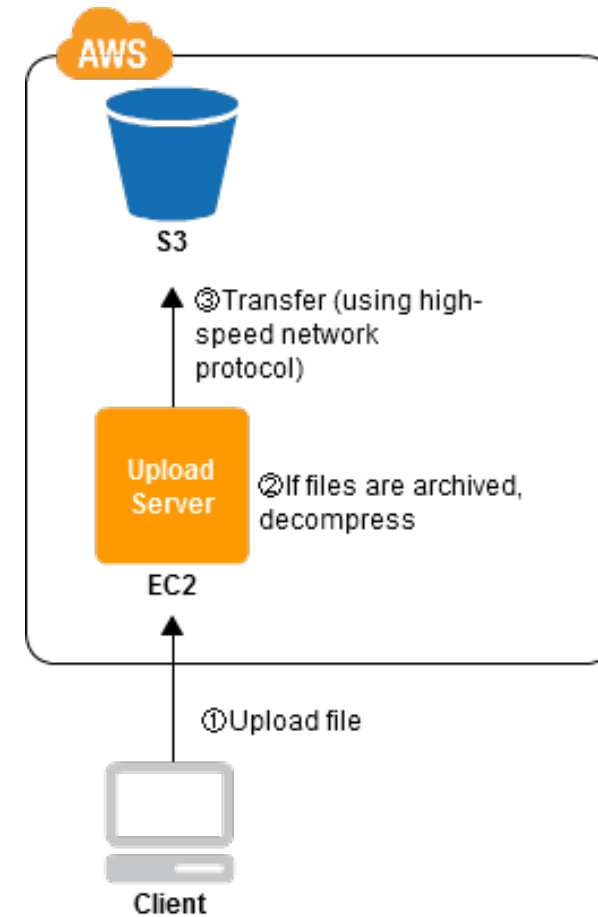 AWS
S3
③Transfer (using high-
speed network
protocol)
Upload
Server
②If files are archived,
decompress
EC2
①Upload file
Client